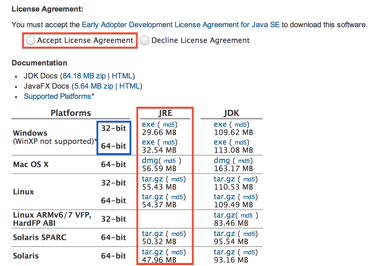 License Agreement:
You must accept the Early Adopter Development License Agreement for Java SE to download this software.
Accept License Agreement Decline License Agreement
Documentation
• JDK Docs (84.18 MB zip | HTML)
• JavaFX Docs (5.64 MB zip | HTML)
• Supported Platforms*
Platforms JRE JDK
Windows (WinXP not supported)* 32-bit exe ( md5) 29.66 MB exe ( md5) 109.62 MB
64-bit exe ( md5) 32.54 MB exe ( md5) 113.08 MB
Mac OS X 64-bit dmg( md5) 56.59 MB dmg ( md5) 163.17 MB
Linux 32-bit tar.gz ( md5) 55.43 MB tar.gz ( md5) 110.53 MB
64-bit tar.gz ( md5) 54.37 MB tar.gz ( md5) 109.49 MB
Linux ARMv6/7 VFP, HardFP ABI 32-bit tar.gz ( md5) 83.46 MB
Solaris SPARC 64-bit tar.gz ( md5) 50.32 MB tar.gz ( md5) 95.54 MB
Solaris 64-bit tar.gz ( md5) 47.96 MB tar.gz ( md5) 93.16 MB